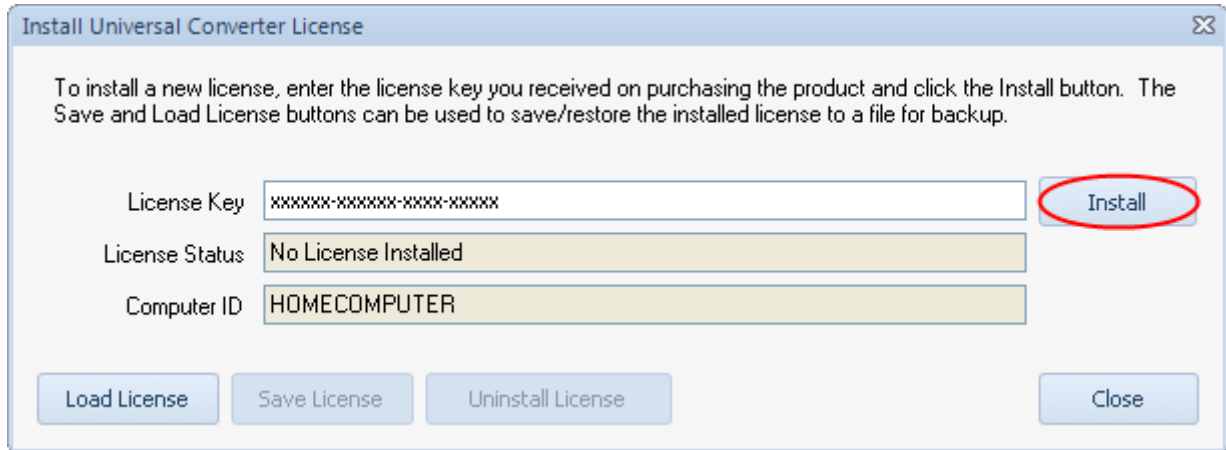 Install Universal Converter License
To install a new license, enter the license key you received on purchasing the product and click the Install button.  The
Save and Load License buttons can be used to save/restore the installed license to a file for backup.
License Key xxxxxx-xxxxxx-xxxx-xxxxx Install
License Status No License Installed
Computer ID HOMECOMPUTER
Load License Save License Uninstall License Close